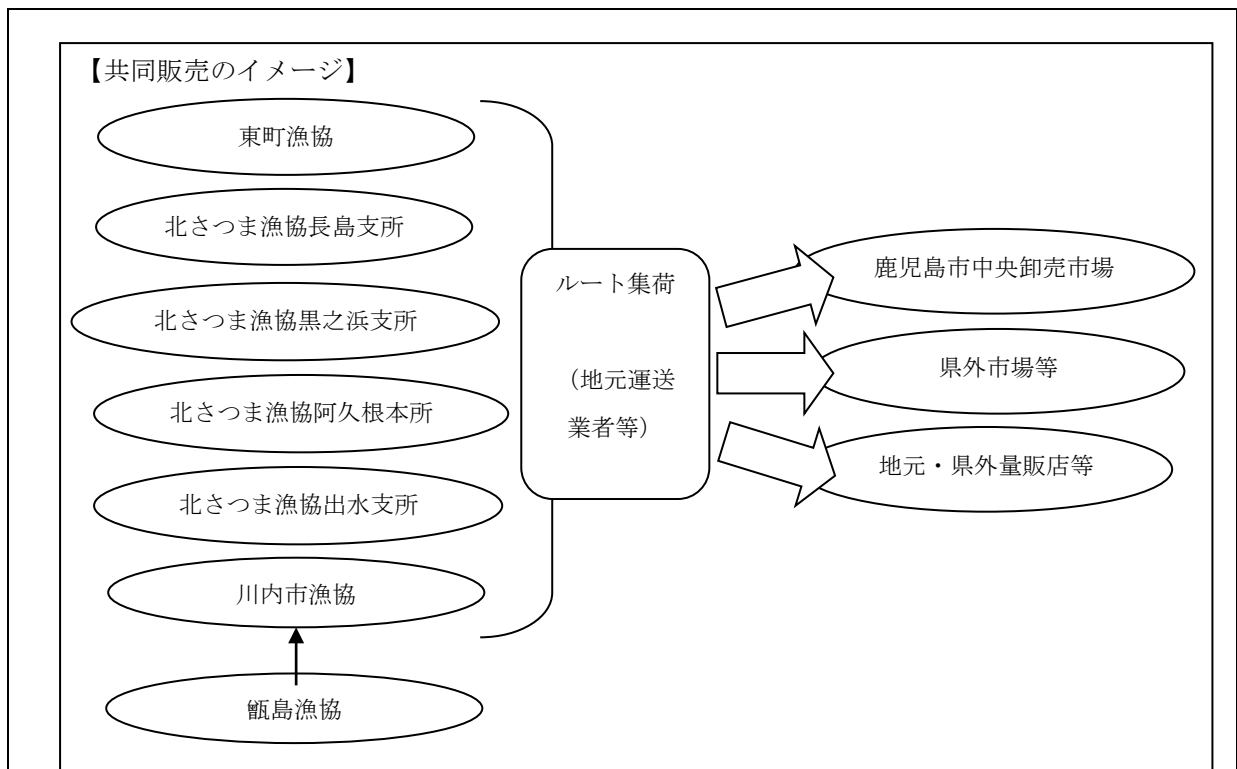 【共同販売のイメージ】
東町漁協
北さつま漁協長島支所
北さつま漁協黒之浜支所
北さつま漁協阿久根本所
北さつま漁協出水支所
川内市漁協
甑島漁協
ルート集荷
（地元運送
業者等）
鹿児島市中央卸売市場
県外市場等
地元・県外量販店等